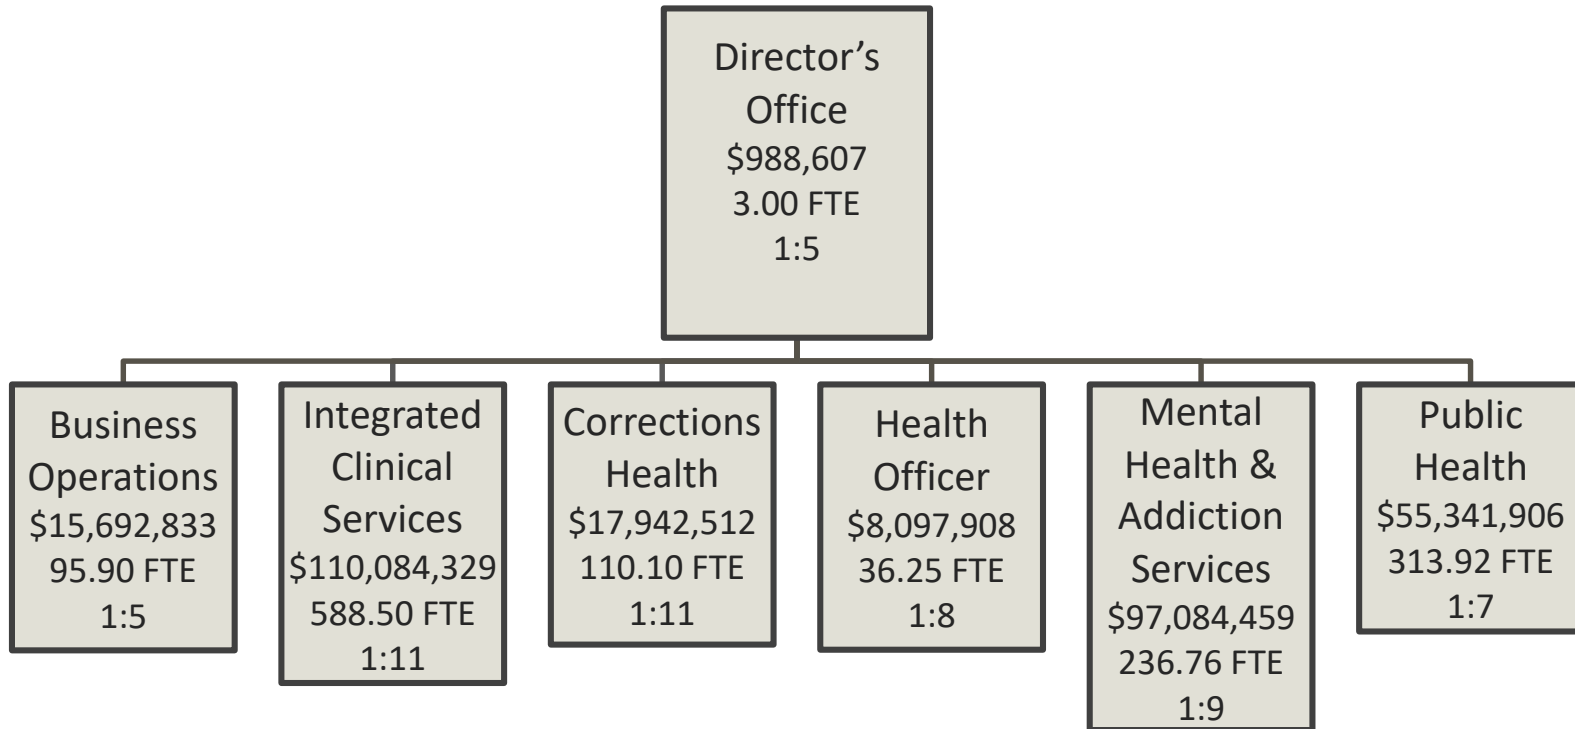 Director’s
Office
$988,607
3.00 FTE
1:5
Business
Operations
$15,692,833
95.90 FTE
1:5
Integrated
Clinical
Services
$110,084,329
588.50 FTE
1:11
Corrections
Health
$17,942,512
110.10 FTE
1:11
Health
Officer
$8,097,908
36.25 FTE
1:8
Mental
Health &
Addiction
Services
$97,084,459
236.76 FTE
1:9
Public
Health
$55,341,906
313.92 FTE
1:7